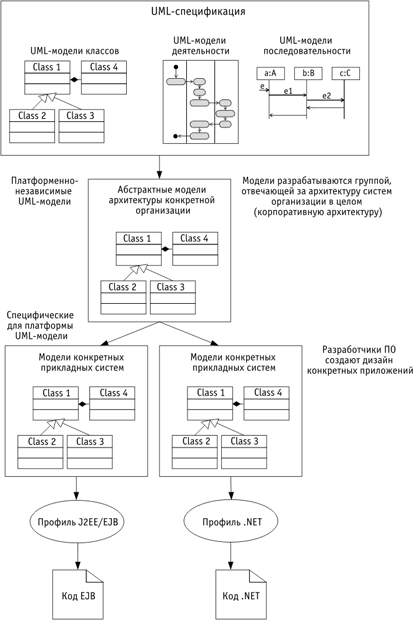 UML-спецификация
UML-модели классов
UML-модели
деятельности
UML-модели
последовательности
Class 1
Class 4
Class 2
Class 3
a:A
b:B
c:C
e
e1
e2
Платформенно-
независимые
UML-модели
Абстрактные модели
архитектуры конкретной
организации
Class 1
Class 4
Class 2
Class 3
Модели разрабатываются группой,
отвечающей за архитектуру систем
организации в целом
(корпоративную архитектуру)
Специфические
для платформы
UML-модели
Модели конкретных
прикладных систем
Class 1
Class 4
Class 2
Class 3
Модели конкретных
прикладных систем
Class 1
Class 4
Class 2
Class 3
Разработчики ПО
создают дизайн
конкретных приложений
Профиль J2EE/EJB
Профиль .NET
Код EJB
Код .NET